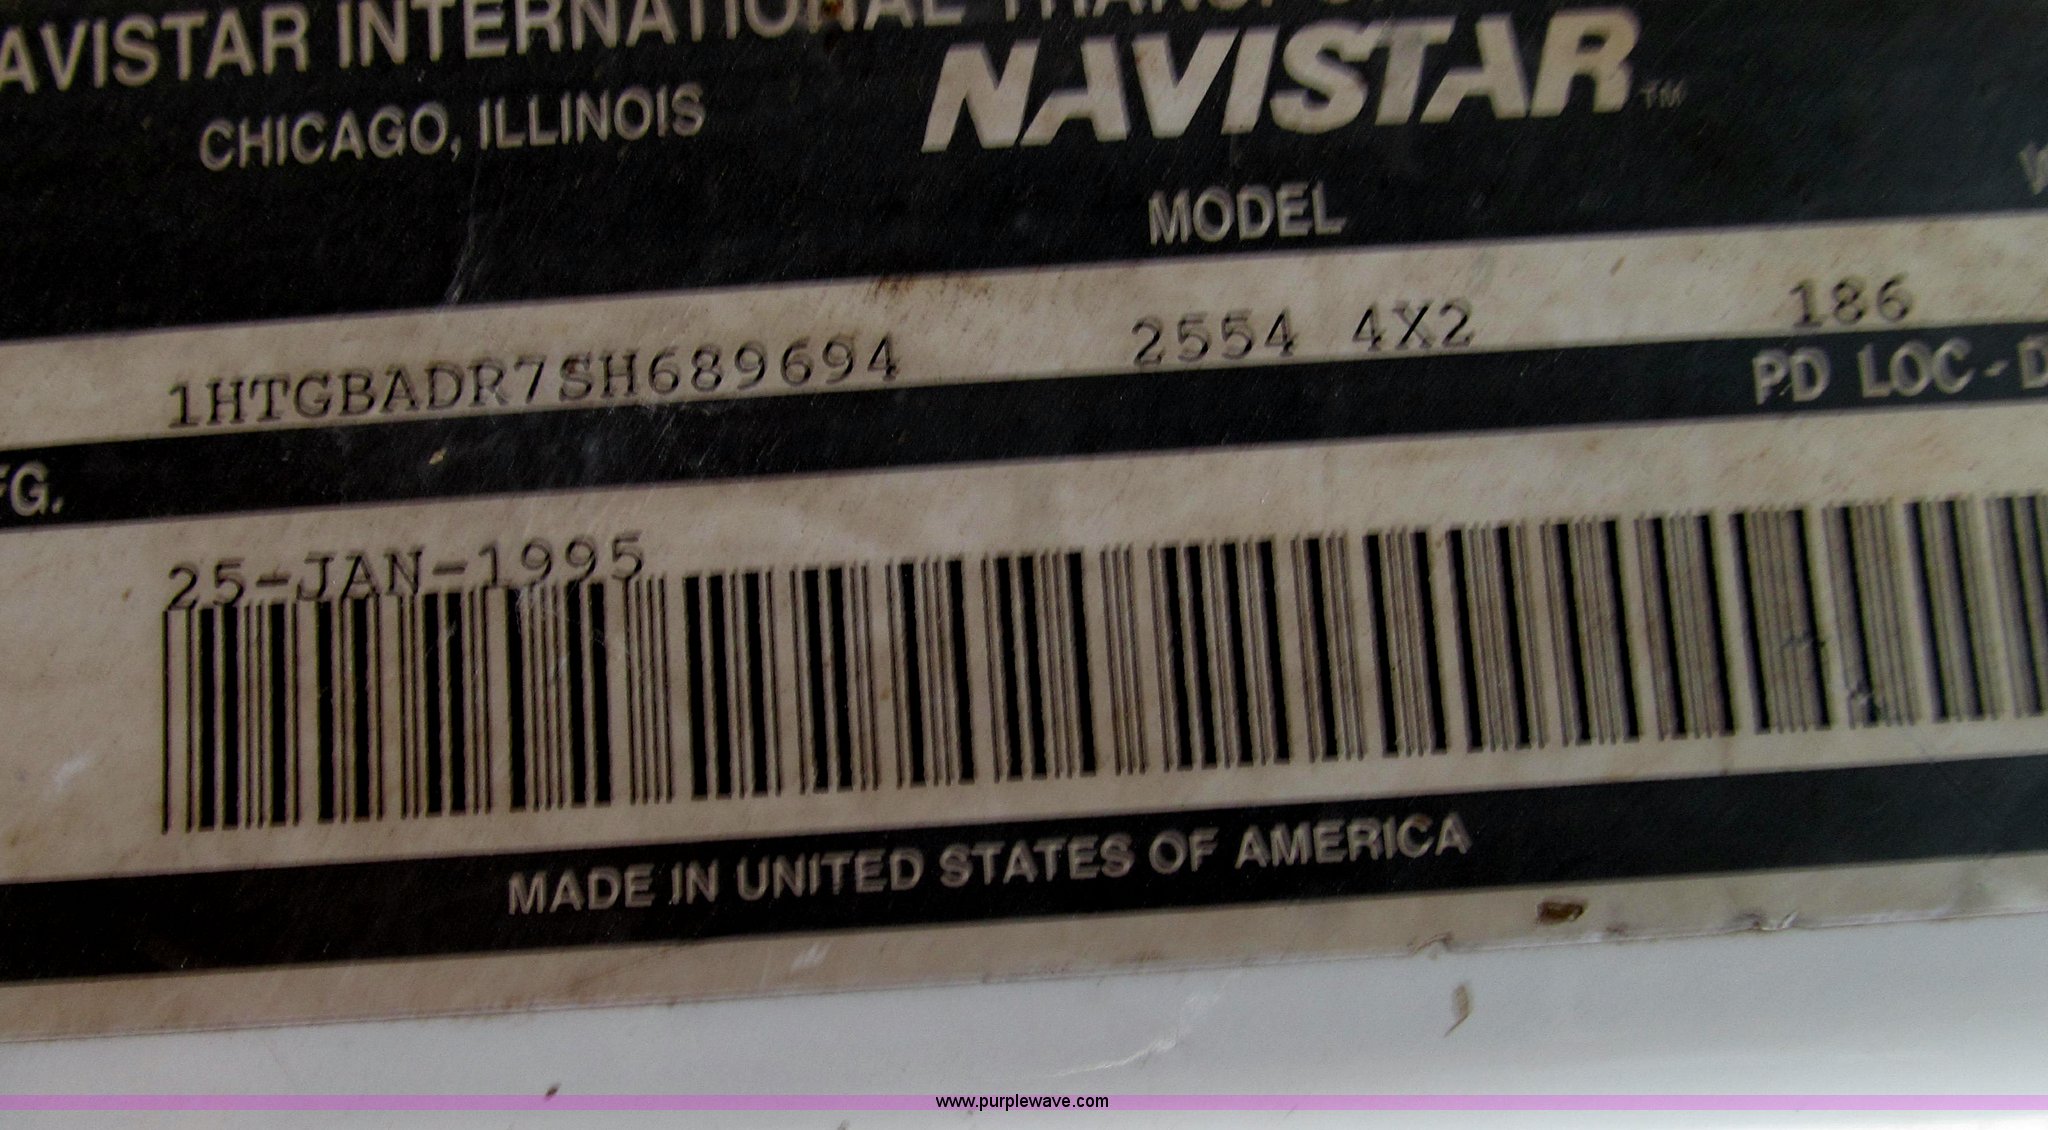 AVISTAR INTERNATIONAL
CHICAGO, ILLINOIS
NAVISTAR™
MODEL
1HTGBADR7SH689694 2554 4X2 186
FG. PD LOC-D
25-JAN-1995
MADE IN UNITED STATES OF AMERICA
www.purplewave.com